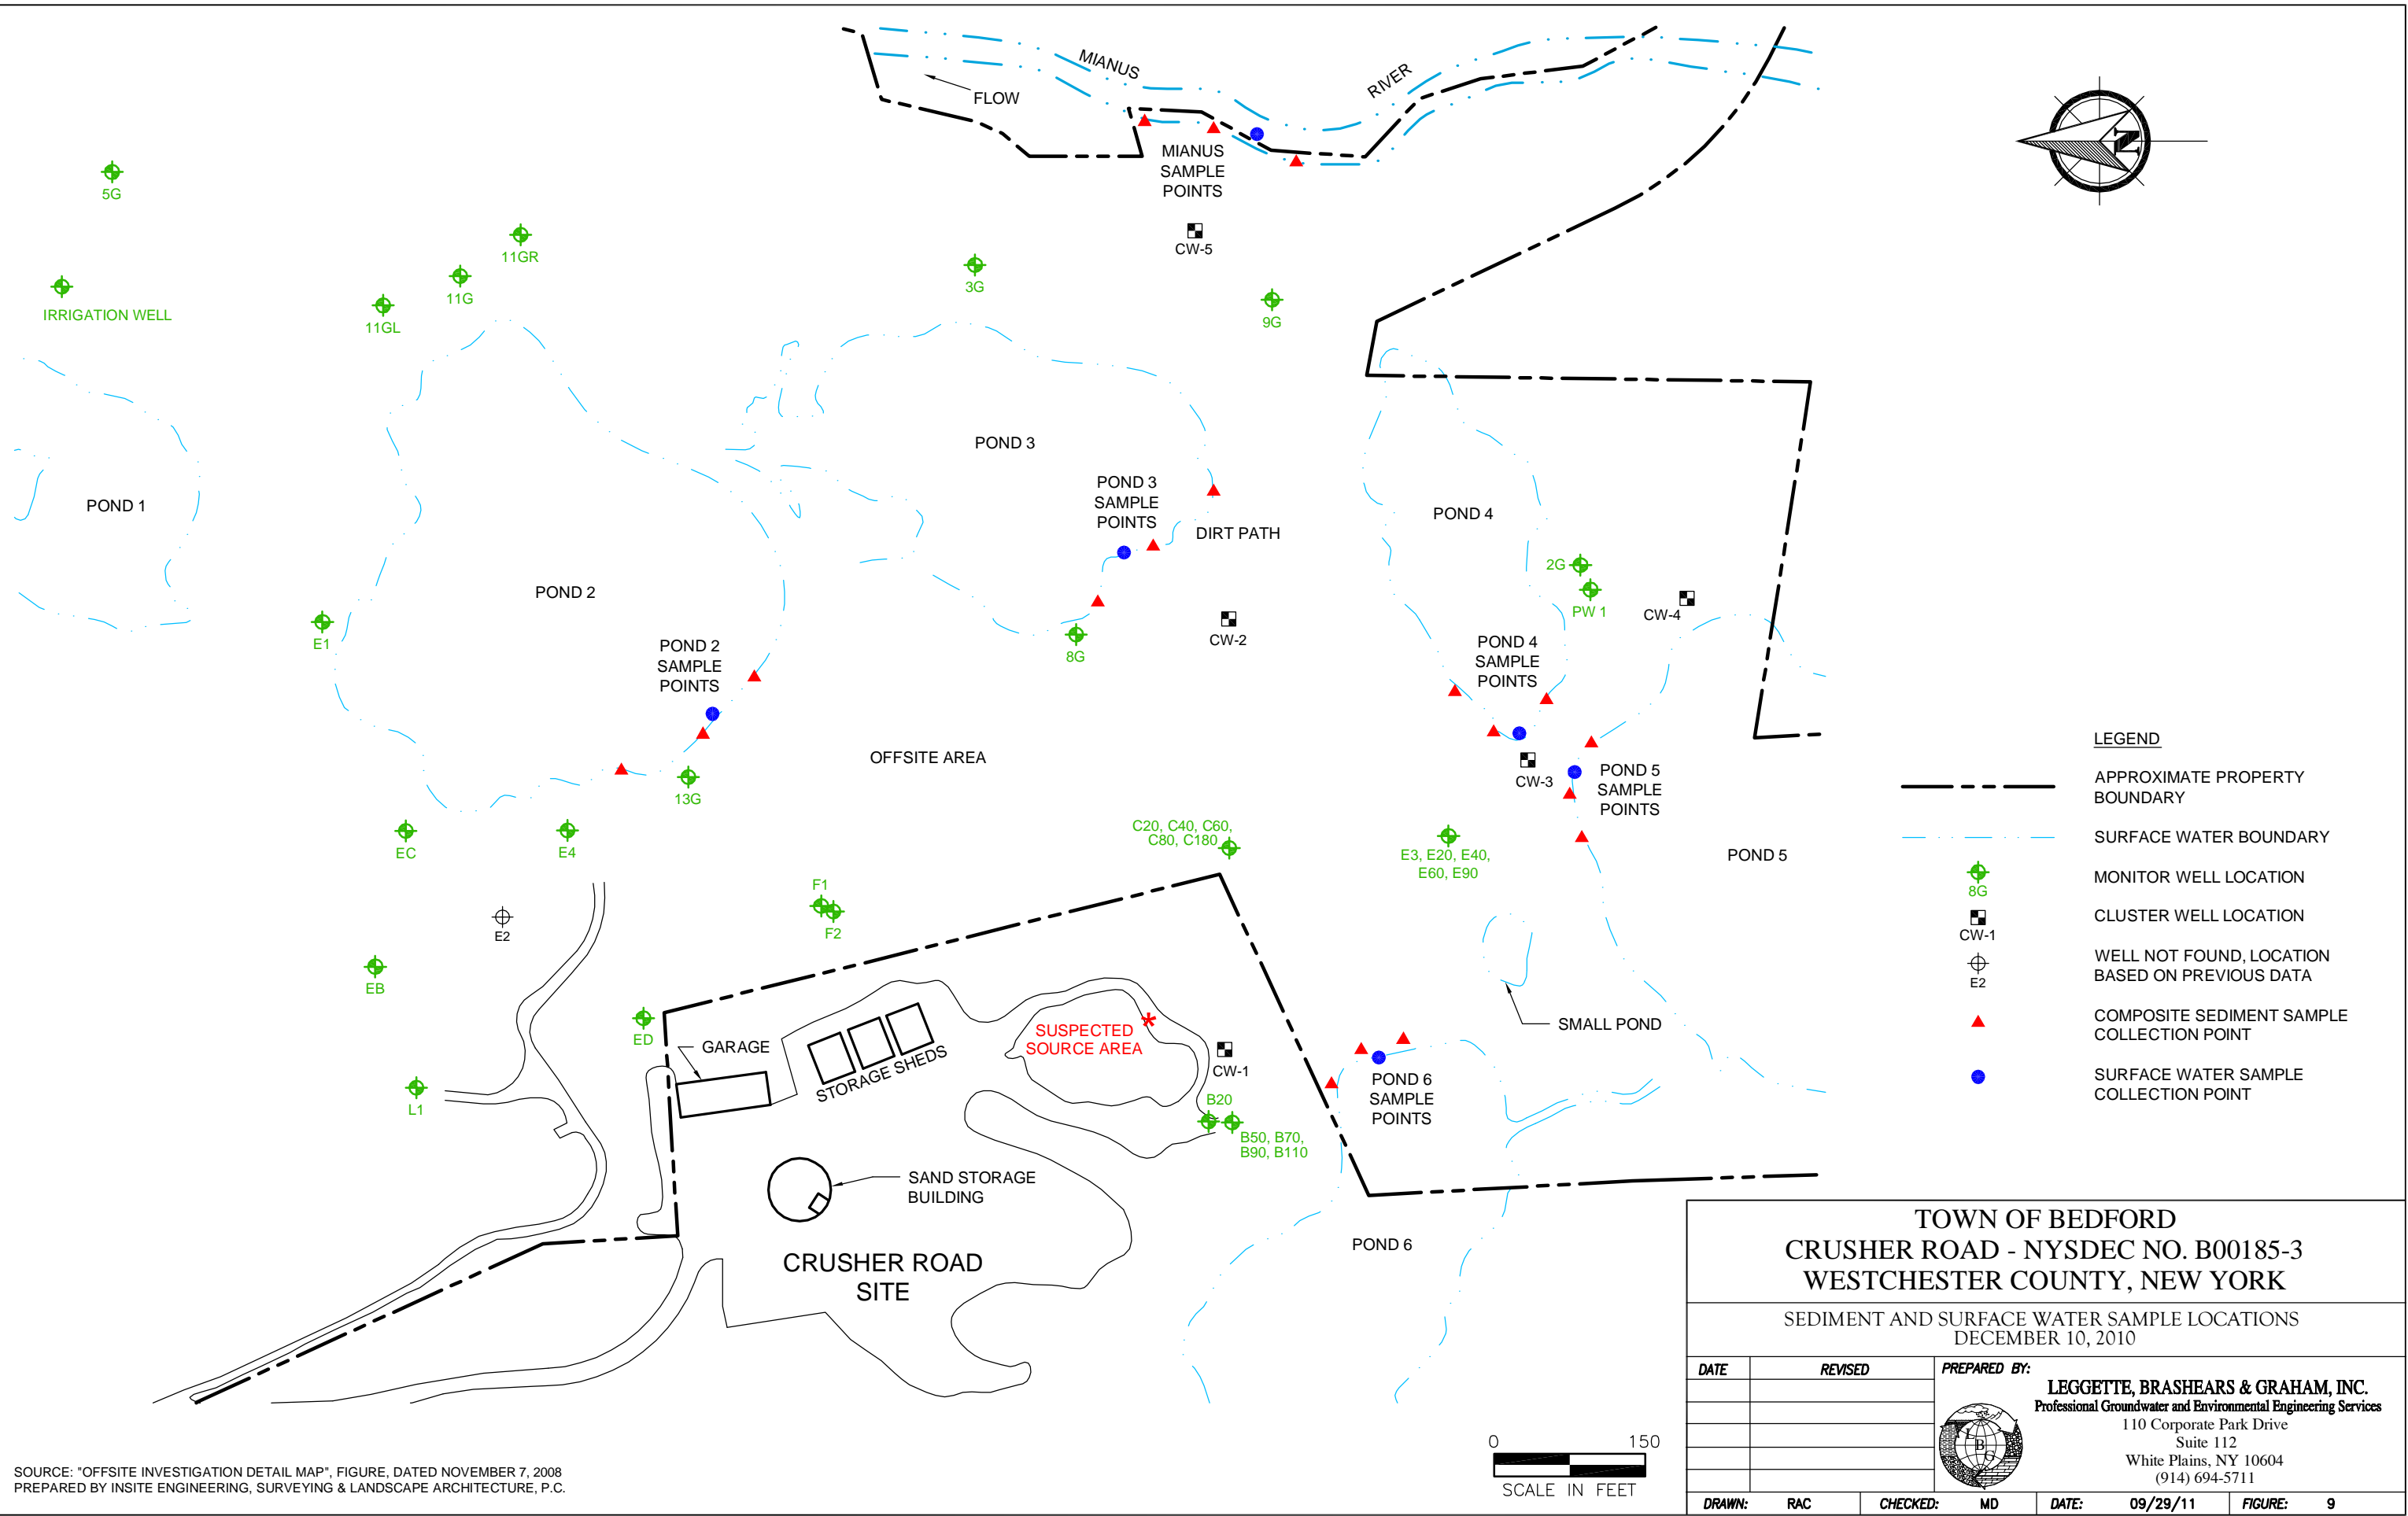 MIANUS
RIVER
FLOW
MIANUS
SAMPLE
POINTS
N
5G
11GR
CW-5
11G
3G
IRRIGATION WELL
11GL
9G
POND 3
POND 1
POND 3
SAMPLE
POINTS
POND 4
DIRT PATH
2G
POND 2
PW 1
CW-4
E1
CW-2
8G
POND 2
SAMPLE
POINTS
POND 4
SAMPLE
POINTS
OFFSITE AREA
CW-3
POND 5
SAMPLE
POINTS
13G
C20, C40, C60,
C80, C180
EC
E4
E3, E20, E40,
E60, E90
POND 5
F1
F2
E2
EB
ED
GARAGE
STORAGE SHEDS
SUSPECTED
SOURCE AREA
*
SMALL POND
CW-1
L1
B20
B50, B70,
B90, B110
POND 6
SAMPLE
POINTS
SAND STORAGE
BUILDING
POND 6
CRUSHER ROAD
SITE
LEGEND
APPROXIMATE PROPERTY
BOUNDARY
SURFACE WATER BOUNDARY
8G
MONITOR WELL LOCATION
CW-1
CLUSTER WELL LOCATION
E2
WELL NOT FOUND, LOCATION
BASED ON PREVIOUS DATA
COMPOSITE SEDIMENT SAMPLE
COLLECTION POINT
SURFACE WATER SAMPLE
COLLECTION POINT
TOWN OF BEDFORD
CRUSHER ROAD - NYSDEC NO. B00185-3
WESTCHESTER COUNTY, NEW YORK
SEDIMENT AND SURFACE WATER SAMPLE LOCATIONS
DECEMBER 10, 2010
DATE REVISED PREPARED BY:
LEGGETTE, BRASHEARS & GRAHAM, INC.
Professional Groundwater and Environmental Engineering Services
110 Corporate Park Drive
Suite 112
White Plains, NY 10604
(914) 694-5711
L B G
DRAWN: RAC CHECKED: MD DATE: 09/29/11 FIGURE: 9
0 150
SCALE IN FEET
SOURCE: "OFFSITE INVESTIGATION DETAIL MAP", FIGURE, DATED NOVEMBER 7, 2008
PREPARED BY INSITE ENGINEERING, SURVEYING & LANDSCAPE ARCHITECTURE, P.C.